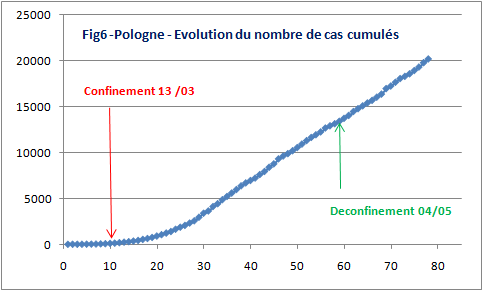 Fig6 -Pologne - Evolution du nombre de cas cumulés
25000
20000
15000
10000
5000
0
Confinement 13 /03
Deconfinement 04/05
0 10 20 30 40 50 60 70 80